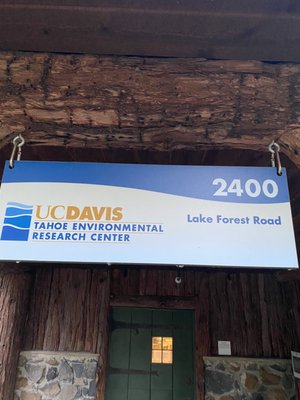 2400
Lake Forest Road
UCDAVIS
TAHOE ENVIRONMENTAL
RESEARCH CENTER